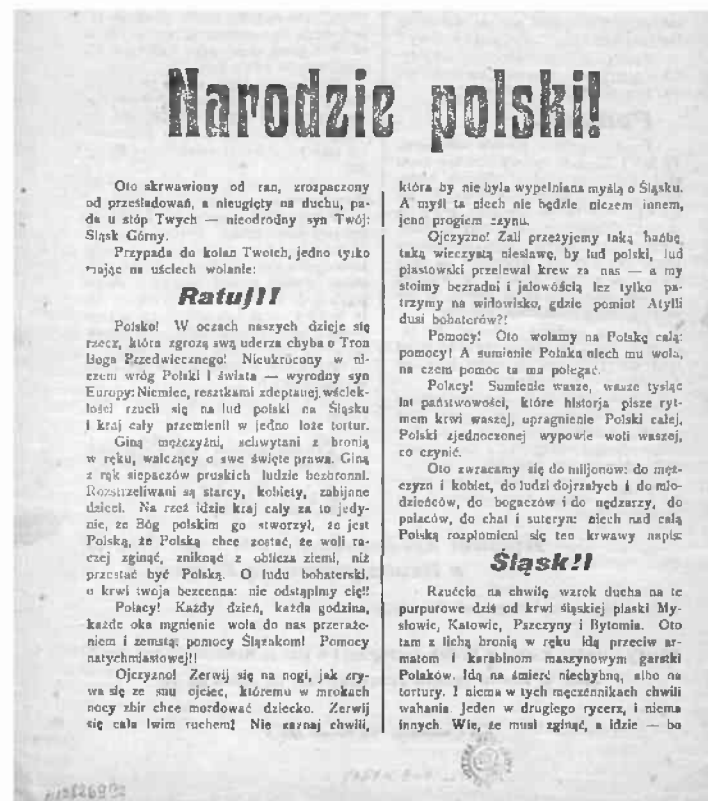 Narodzie polski!
Oto skrwawiony od ran, zrozpaczony
od prześladowań, a nieugięty na duchu, pa-
da u stóp Twych — nieodrodny syn Twój:
Śląsk Górny.
Przypada do kolan Twoich, jedno tylko
mając na uściech wołanie:
Ratuj!!!
Polsko! W oczach naszych dzieje się
rzecz, która zgrozą swą uderza chyba o Tron
Boga Przedwiecznego! Nieukrócony w ni-
czem wróg Polski i świata — wyrodny syn
Europy: Niemiec, resztkami zdeptanej wściek-
łości rzucił się na lud polski na Śląsku
i kraj cały przemienił w jedno łoże tortur.
Giną mężczyźni, schwytani z bronią
w ręku, walczący o swe święte prawa. Giną
z rąk siepaczów pruskich ludzie bezbronni.
Rozstrzeliwani są starcy, kobiety, zabijane
dzieci. Na rzeź idzie kraj cały za to jedy-
nie, że Bóg polskim go stworzył, że jest
Polską, że Polską chce zostać, że woli ra-
czej zginąć, zniknąć z oblicza ziemi, niż
przestać być Polską. O ludu bohaterski,
o krwi twoja bezcenna: nie odstąpimy cię!!
Polacy! Każdy dzień, każda godzina,
każde oka mgnienie woła do nas przeraże-
niem i zemstą: pomocy Ślązakom! Pomocy
natychmiastowej!!
Ojczyzno! Zerwij się na nogi, jak zry-
wa się ze snu ojciec, któremu w mrokach
nocy zbir chce mordować dziecko. Zerwij
się cała lwim ruchem! Nie zaznaj chwili,
która by nie była wypełniana myślą o Śląsku.
A myśl ta niech nie będzie niczem innem,
jeno progiem czynu.
Ojczyzno! Zali przeżyjemy taką hańbę,
taką wieczystą niesławę, by lud polski, lud
piastowski przelewał krew za nas — a my
stoimy bezradni i jałowością łez tylko pa-
trzymy na widowisko, gdzie pomiot Atylli
dusi bohaterów?!
Pomocy! Oto wołamy na Polskę całą:
pomocy! A sumienie Polaka niech mu woła,
na czem pomoc ta ma polegać.
Polacy! Sumienie wasze, wasze tysiąc
lat państwowości, które historja pisze ryt-
mem krwi waszej, upragnienie Polski całej,
Polski zjednoczonej wypowie woli waszej,
co czynić.
Oto zwracamy się do miljonów: do męż-
czyzn i kobiet, do ludzi dojrzałych i do mło-
dzieńców, do bogaczów i do nędzarzy, do
pałaców, do chat i suteryn: niech nad całą
Polską rozpłomieni się ten krwawy napis:
Śląsk!!
Rzućcie na chwilę wzrok ducha na te
purpurowe dziś od krwi śląskiej piaski My-
słowic, Katowic, Pszczyny i Bytomia. Oto
tam z lichą bronią w ręku idą przeciw ar-
matom i karabinom maszynowym garstki
Polaków. Idą na śmierć niechybną, albo na
tortury. I niema w tych męczennikach chwili
wahania. Jeden w drugiego rycerz, i niema
innych. Wie, że musi zginąć, a idzie — bo